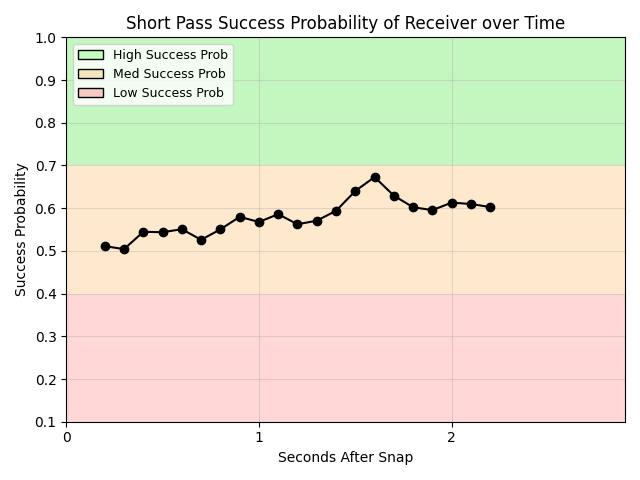 Short Pass Success Probability of Receiver over Time
High Success Prob
Med Success Prob
Low Success Prob
Success Probability
1.0
0.9
0.8
0.7
0.6
0.5
0.4
0.3
0.2
0.1
0 1 2
Seconds After Snap